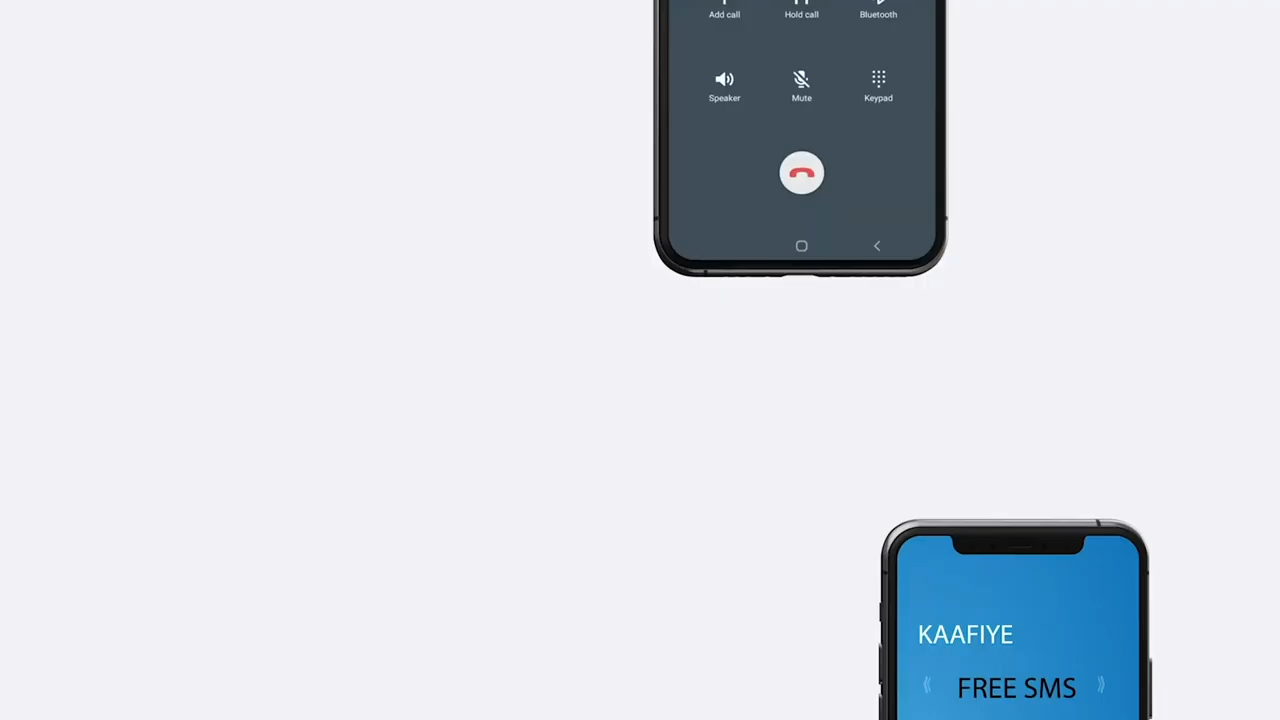 Add call Hold call Bluetooth
Speaker Mute Keypad
KAAFIYE
FREE SMS